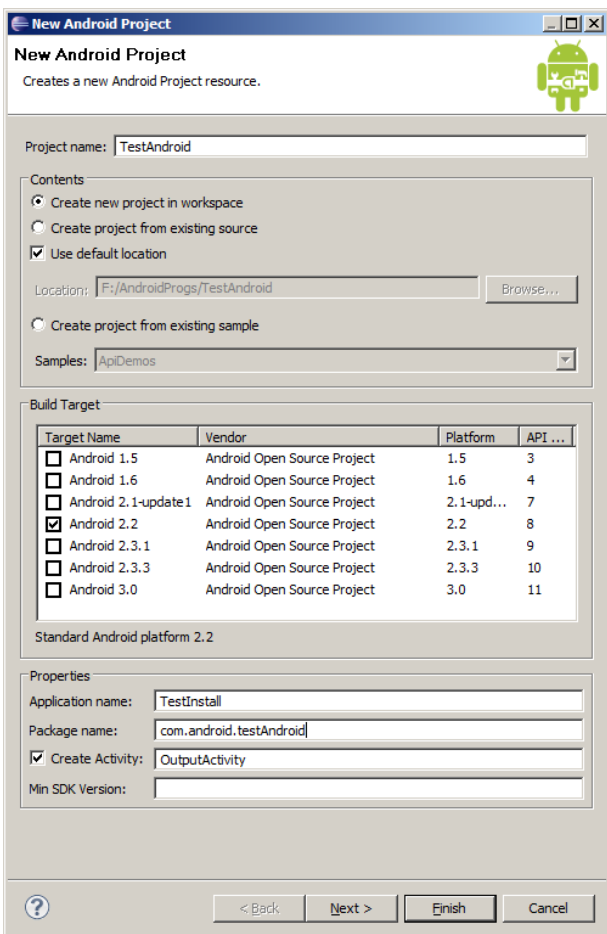 New Android Project
New Android Project
Creates a new Android Project resource.
Project name: TestAndroid
Contents
Create new project in workspace
Create project from existing source
Use default location
Location: F:/AndroidProgs/TestAndroid Browse...
Create project from existing sample
Samples: ApiDemos
Build Target
Target Name Vendor Platform API ...
Android 1.5 Android Open Source Project 1.5 3
Android 1.6 Android Open Source Project 1.6 4
Android 2.1-update1 Android Open Source Project 2.1-upd... 7
Android 2.2 Android Open Source Project 2.2 8
Android 2.3.1 Android Open Source Project 2.3.1 9
Android 2.3.3 Android Open Source Project 2.3.3 10
Android 3.0 Android Open Source Project 3.0 11
Standard Android platform 2.2
Properties
Application name: TestInstall
Package name: com.android.testAndroid
Create Activity: OutputActivity
Min SDK Version:
? < Back Next > Finish Cancel